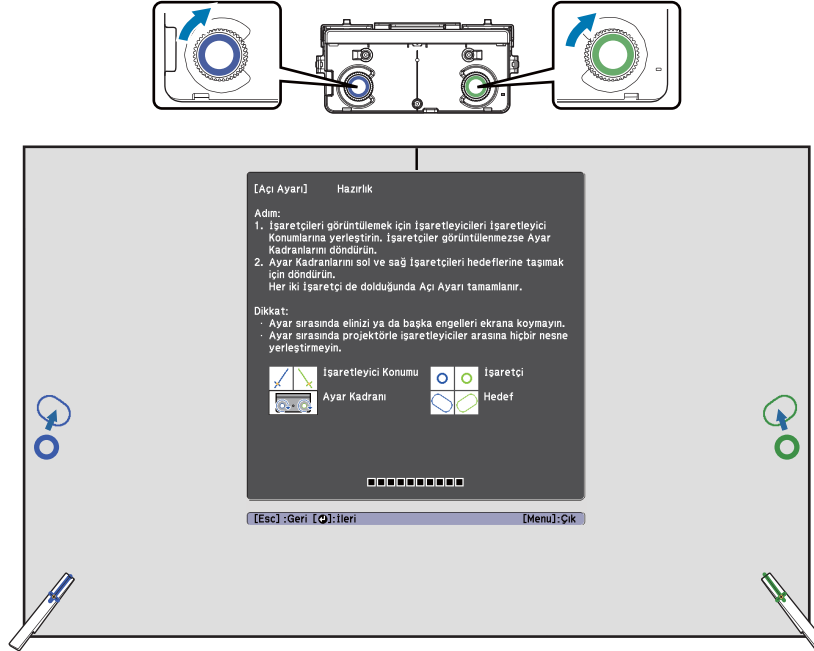 [Açı Ayarı] Hazırlık
Adım:
1. İşaretçileri görüntülemek için İşaretleyicileri İşaretleyici
Konumlarına yerleştirin. İşaretçiler görüntülenmezse Ayar
Kadranlarını döndürün.
2. Ayar Kadranlarını sol ve sağ İşaretçileri hedeflerine taşımak
için döndürün.
Her iki İşaretçi de dolduğunda Açı Ayarı tamamlanır.
Dikkat:
· Ayar sırasında elinizi ya da başka engelleri ekrana koymayın.
· Ayar sırasında projektörle işaretleyiciler arasına hiçbir nesne
yerleştirmeyin.
İşaretleyici Konumu İşaretçi
Ayar Kadranı Hedef
[Esc] :Geri [↵]:İleri [Menu]:Çık